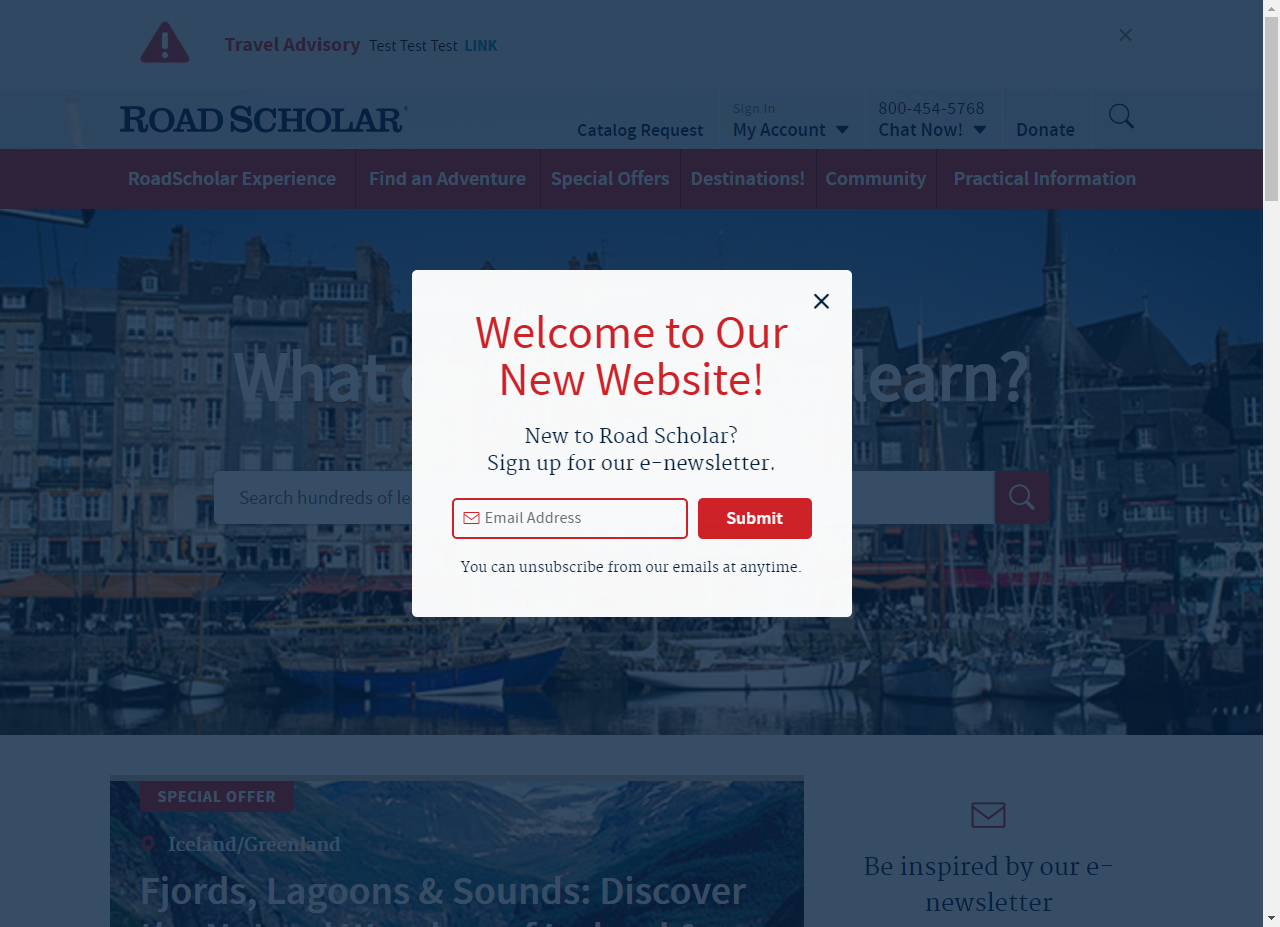 Travel Advisory Test Test Test LINK
ROAD SCHOLAR®
Catalog Request
Sign In
My Account
800-454-5768
Chat Now!
Donate
RoadScholar Experience
Find an Adventure
Special Offers
Destinations!
Community
Practical Information
What
learn?
Search hundreds of le
Welcome to Our
New Website!
New to Road Scholar?
Sign up for our e-newsletter.
Email Address
Submit
You can unsubscribe from our emails at anytime.
SPECIAL OFFER
Iceland/Greenland
Fjords, Lagoons & Sounds: Discover
Be inspired by our e-
newsletter